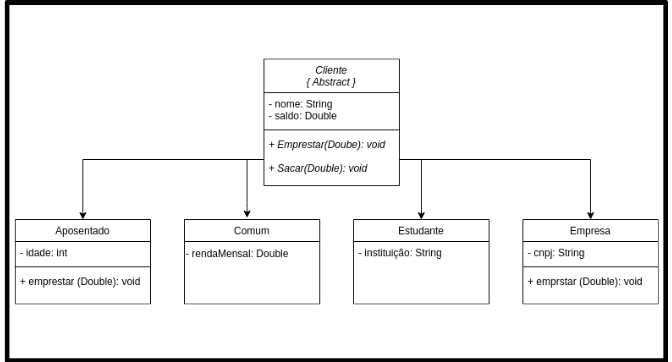 Cliente
{ Abstract }
- nome: String
- saldo: Double
+ Emprestar(Doube): void
+ Sacar(Double): void
Aposentado
- idade: int
+ emprestar (Double): void
Comum
- rendaMensal: Double
Estudante
- instituição: String
Empresa
- cnpj: String
+ emprstar (Double): void